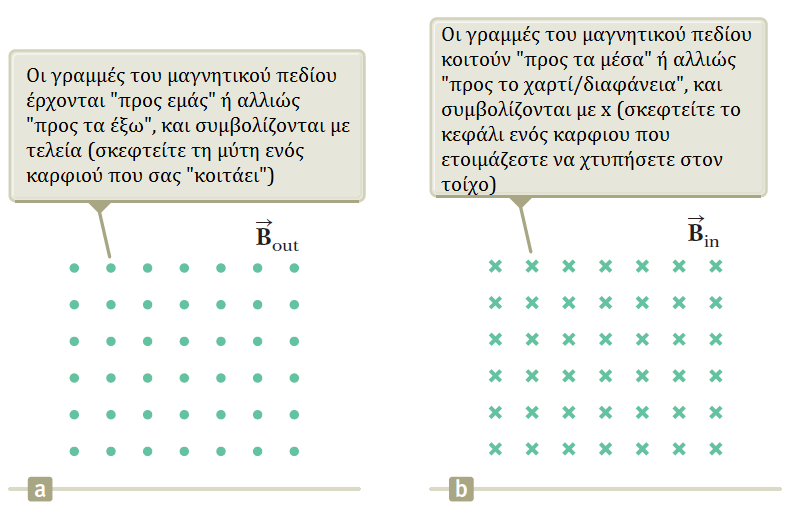 Οι γραμμές του μαγνητικού πεδίου
έρχονται "προς εμάς" ή αλλιώς
"προς τα έξω", και συμβολίζονται με
τελεία (σκεφτείτε τη μύτη ενός
καρφιού που σας "κοιτάει")
B⃗out
a
Οι γραμμές του μαγνητικού πεδίου
κοιτούν "προς τα μέσα" ή αλλιώς
"προς το χαρτί/διαφάνεια", και
συμβολίζονται με x (σκεφτείτε το
κεφάλι ενός καρφιου που
ετοιμάζεστε να χτυπήσετε στον
τοίχο)
B⃗in
b